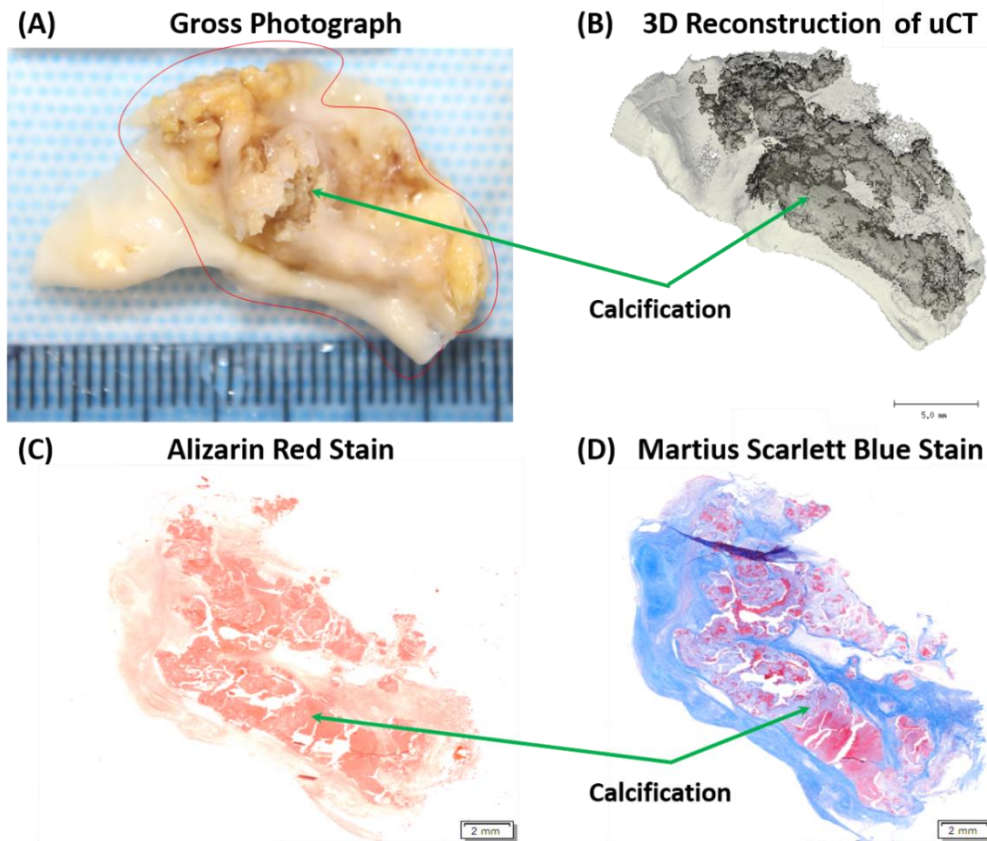 (A) Gross Photograph
(B) 3D Reconstruction of uCT
Calcification
5.0 mm
(C) Alizarin Red Stain
(D) Martius Scarlett Blue Stain
Calcification
2 mm
2 mm